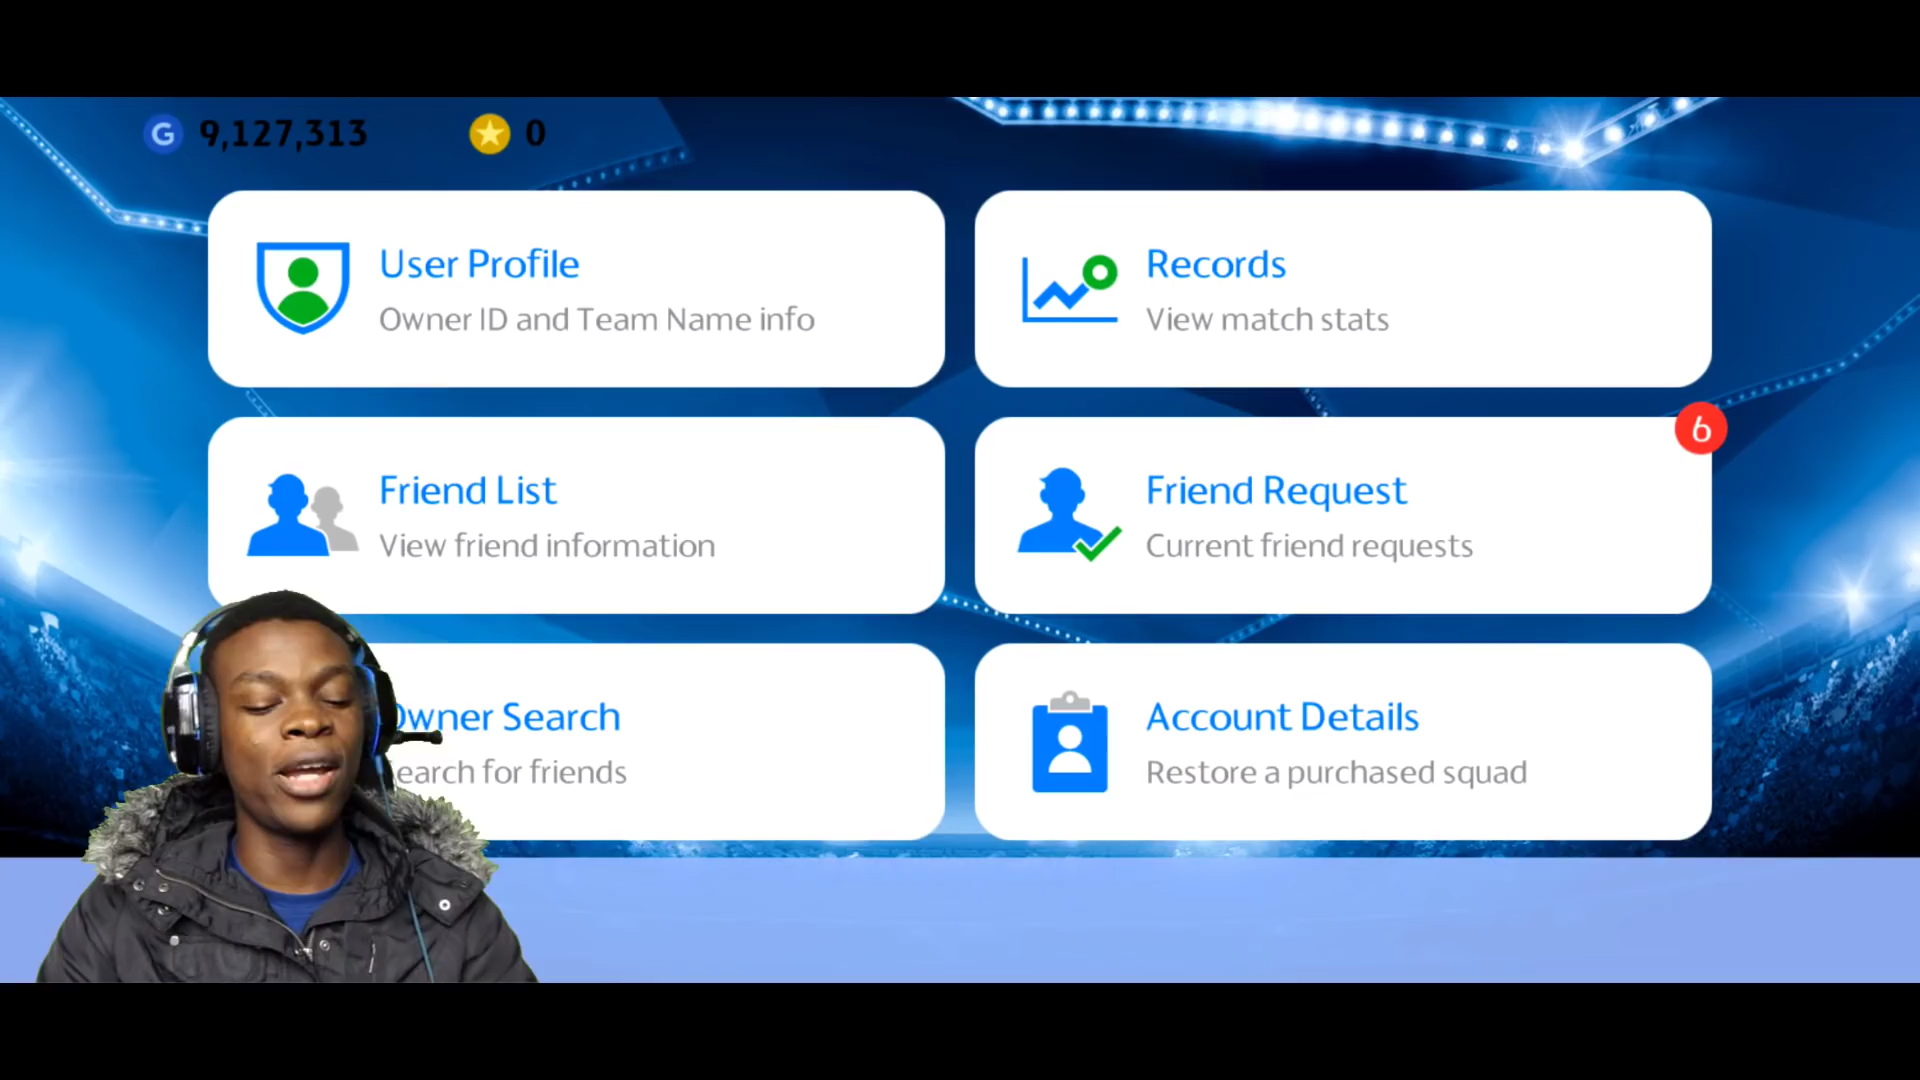 G 9,127,313 0
User Profile
Owner ID and Team Name info
Records
View match stats
Friend List
View friend information
6
Friend Request
Current friend requests
Owner Search
earch for friends
Account Details
Restore a purchased squad